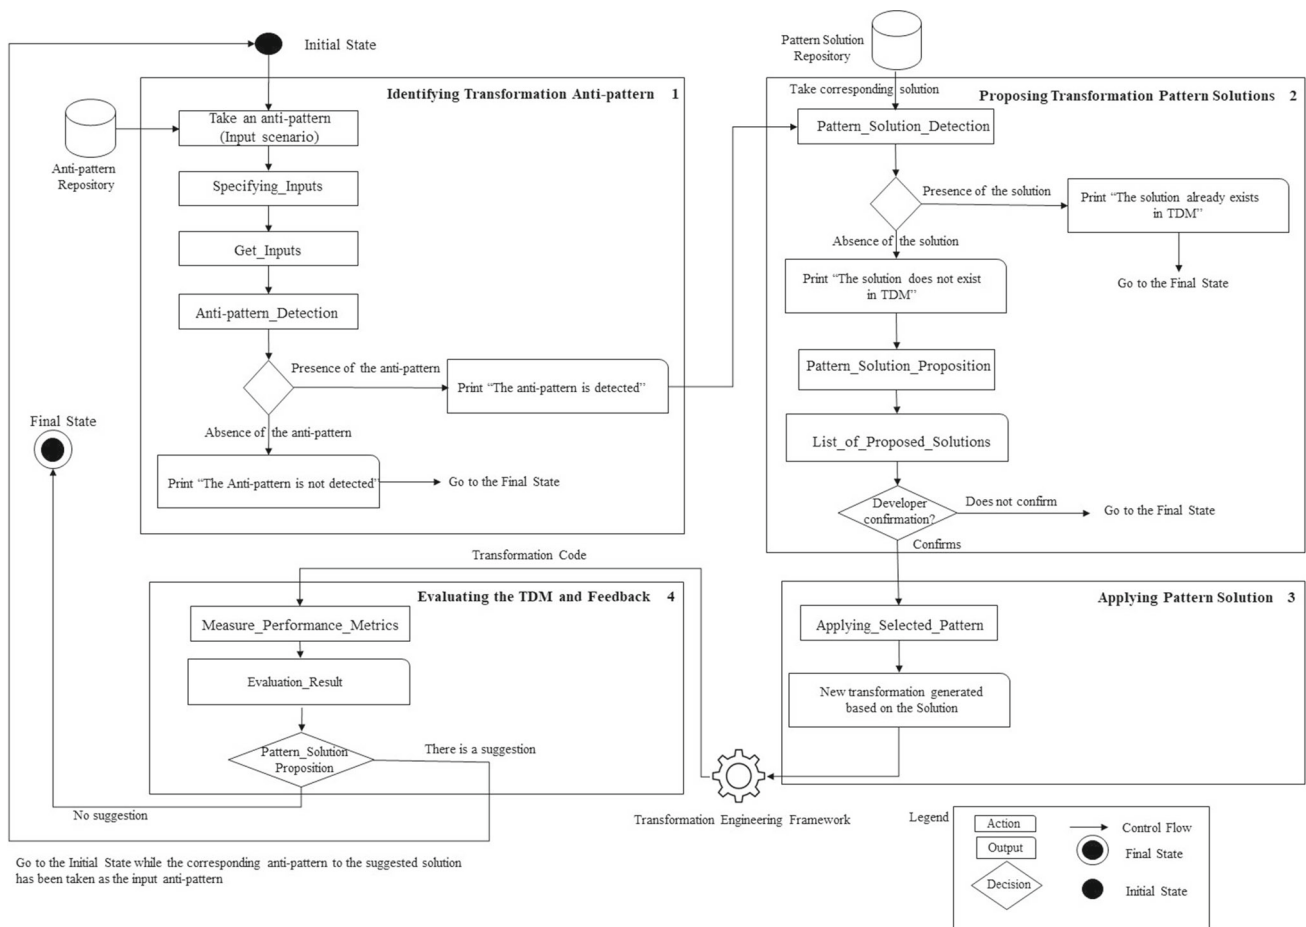 Initial State
Identifying Transformation Anti-pattern 1
Anti-pattern
Repository
Take an anti-pattern
(Input scenario)
Specifying_Inputs
Get_Inputs
Anti-pattern_Detection
Presence of the anti-pattern
Print “The anti-pattern is detected”
Absence of the anti-pattern
Print “The Anti-pattern is not detected”
Go to the Final State
Final State
Pattern Solution
Repository
Take corresponding solution
Proposing Transformation Pattern Solutions 2
Pattern_Solution_Detection
Presence of the solution
Print “The solution already exists
in TDM”
Go to the Final State
Absence of the solution
Print “The solution does not exist
in TDM”
Pattern_Solution_Proposition
List_of_Proposed_Solutions
Developer
confirmation?
Does not confirm
Go to the Final State
Confirms
Applying Pattern Solution 3
Applying_Selected_Pattern
New transformation generated
based on the Solution
Transformation Engineering Framework
Transformation Code
Evaluating the TDM and Feedback 4
Measure_Performance_Metrics
Evaluation_Result
Pattern_Solution
Proposition
There is a suggestion
No suggestion
Go to the Initial State while the corresponding anti-pattern to the suggested solution
has been taken as the input anti-pattern
Legend
Action
Control Flow
Output
Final State
Decision
Initial State